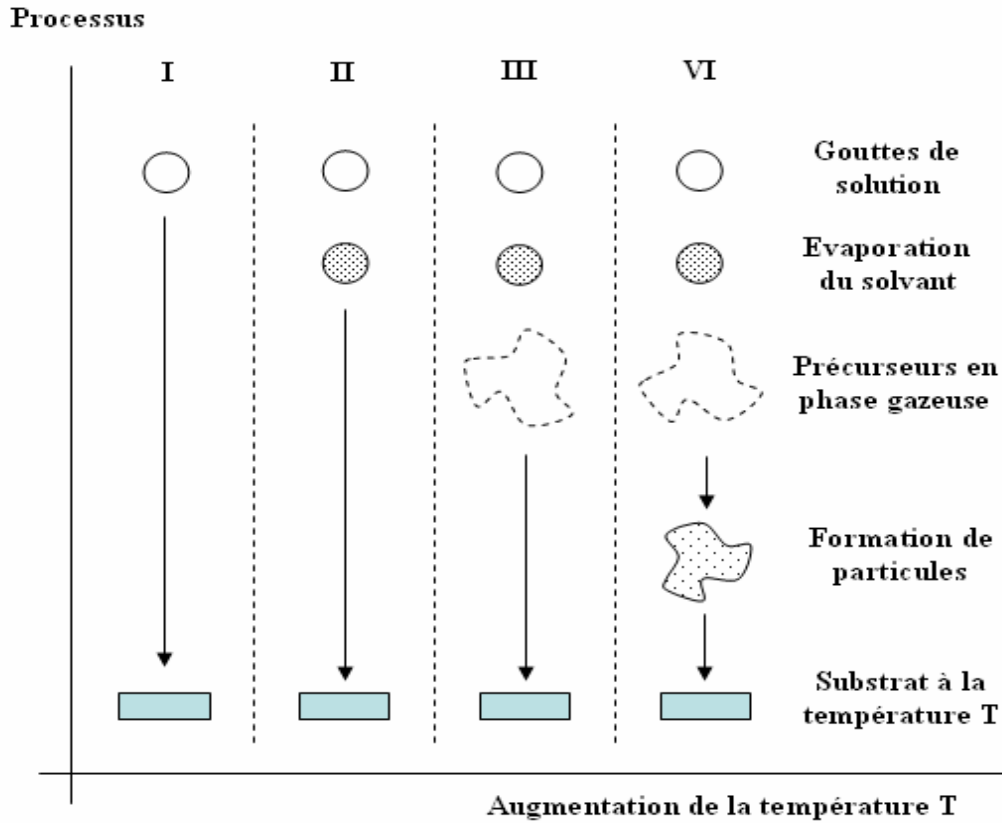 Processus
I
II
III
VI
Gouttes de
solution
Evaporation
du solvant
Précurseurs en
phase gazeuse
Formation de
particules
Substrat à la
température T
Augmentation de la température T